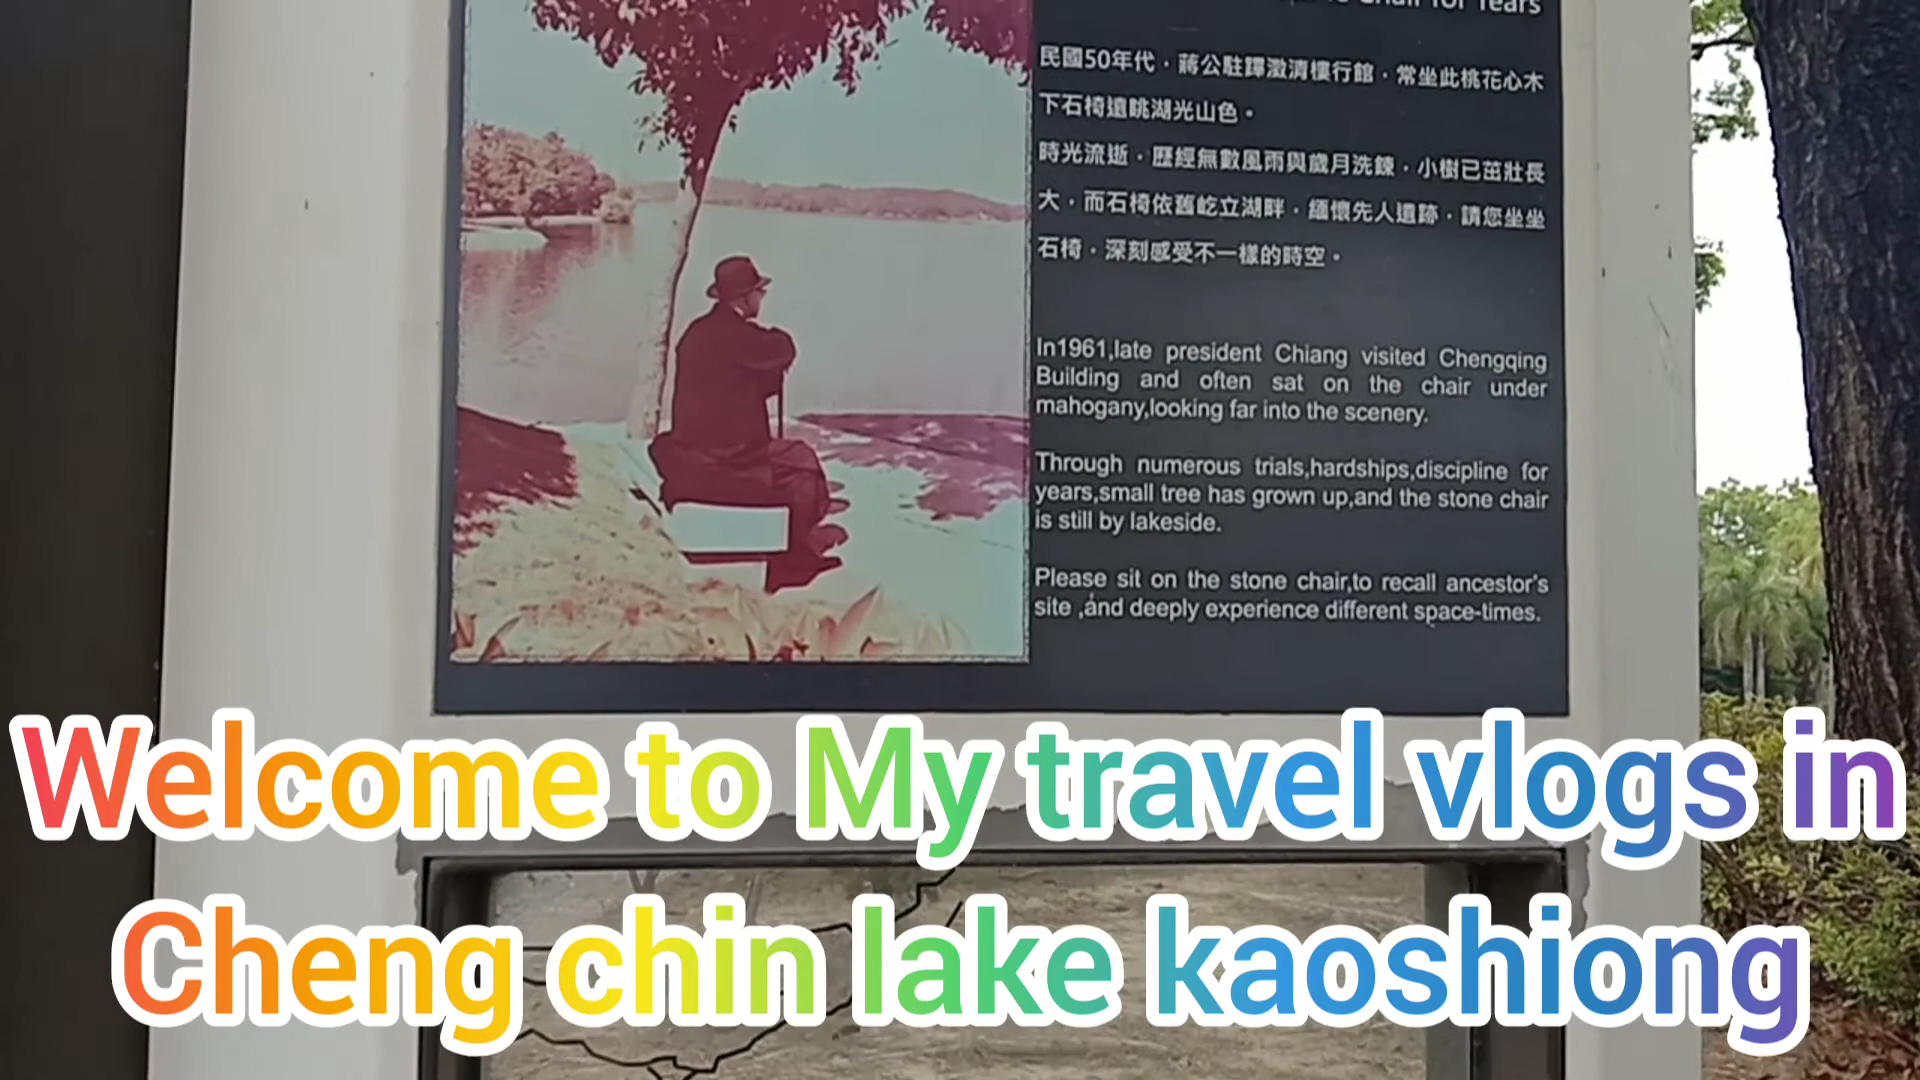 Chair for Years
民國50年代，蔣公駐蹕澂清樓行館，常坐此桃花心木
下石椅遠眺湖光山色。
時光流逝，歷經無數風雨與歲月洗鍊，小樹已茁壯長
大，而石椅依舊屹立湖畔，緬懷先人遺跡，請您坐坐
石椅，深刻感受不一樣的時空。
In1961,late president Chiang visited Chengqing
Building and often sat on the chair under
mahogany,looking far into the scenery.
Through numerous trials,hardships,discipline for
years,small tree has grown up,and the stone chair
is still by lakeside.
Please sit on the stone chair,to recall ancestor's
site ,and deeply experience different space-times.
Welcome to My travel vlogs in
Cheng chin lake kaoshiong